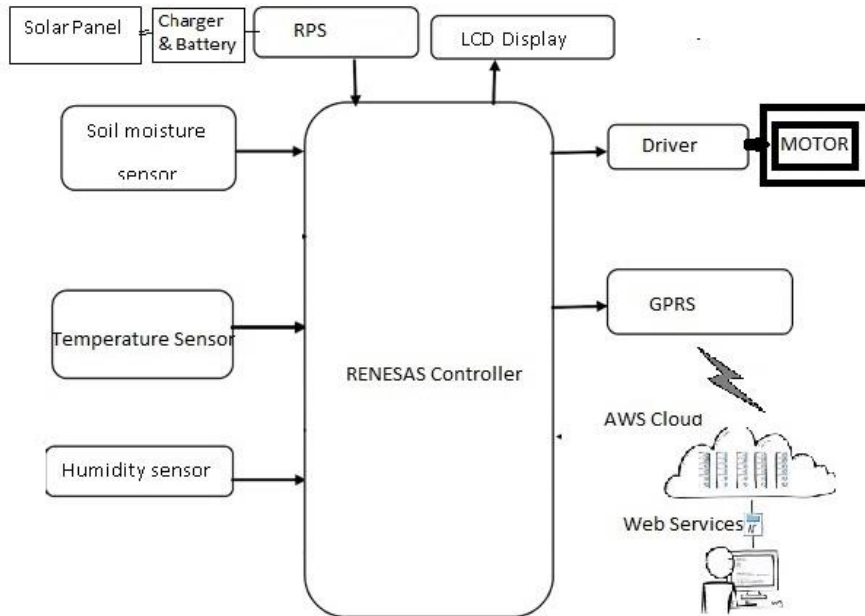 Solar Panel
Charger
& Battery
RPS
LCD Display
Soil moisture
sensor
Driver
MOTOR
Temperature Sensor
GPRS
RENESAS Controller
AWS Cloud
Humidity sensor
Web Services